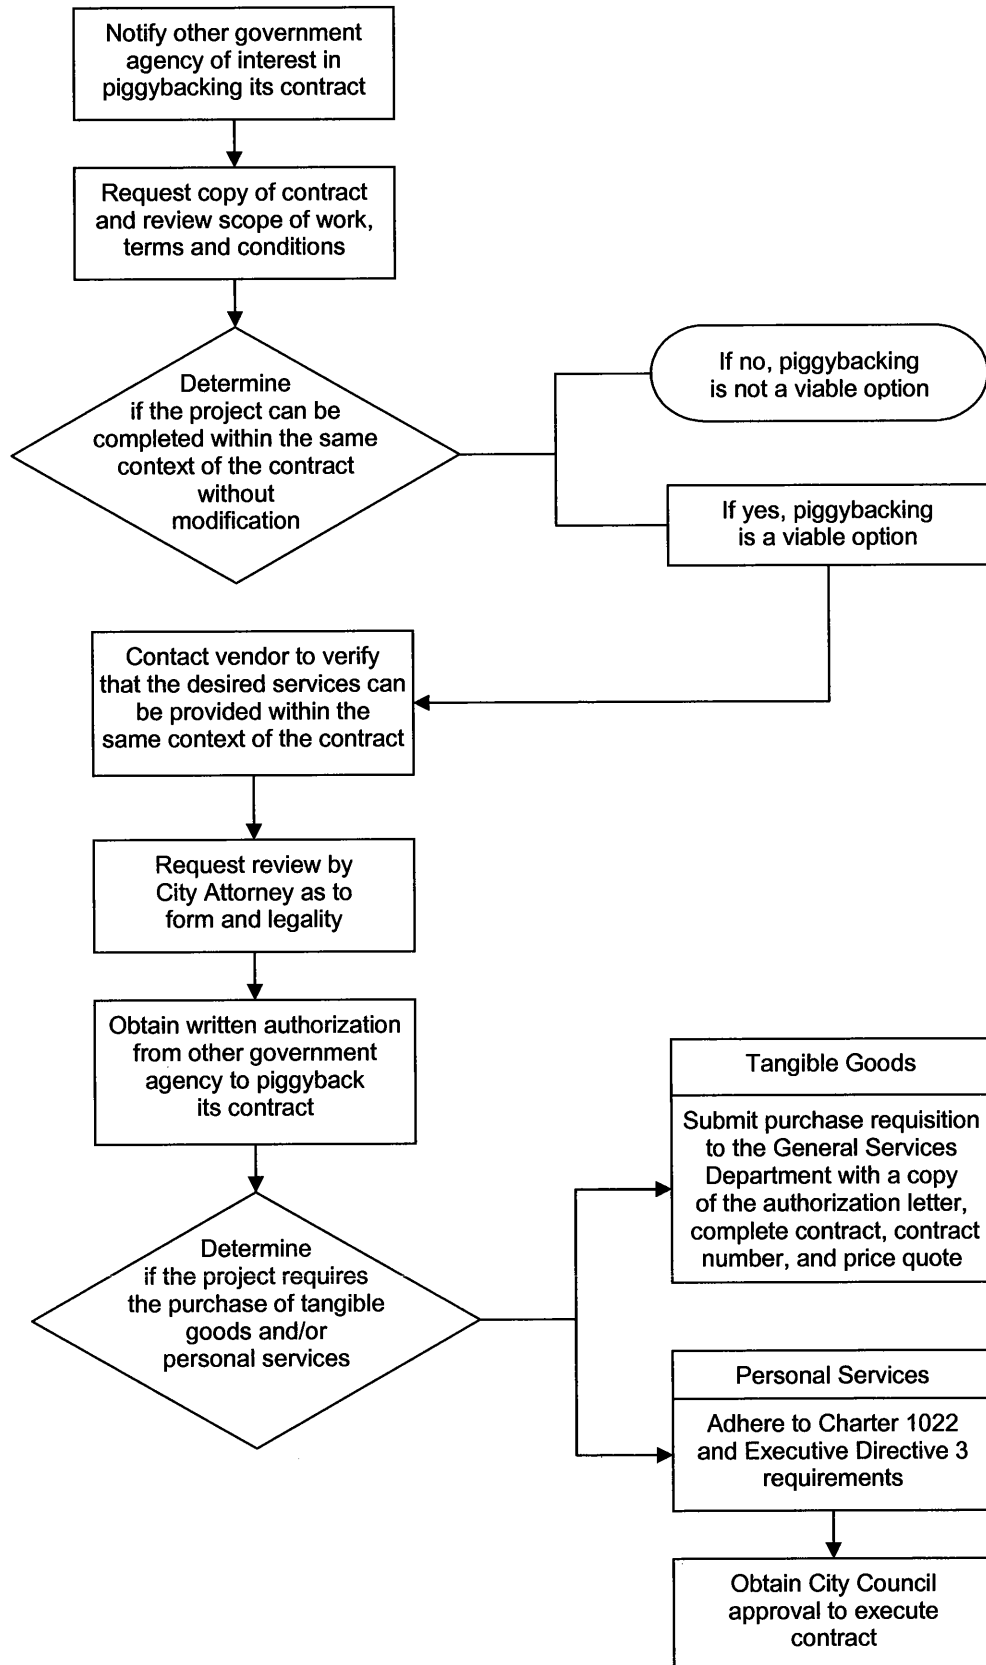 Notify other government
agency of interest in
piggybacking its contract
Request copy of contract
and review scope of work,
terms and conditions
Determine
if the project can be
completed within the same
context of the contract
without
modification
If no, piggybacking
is not a viable option
If yes, piggybacking
is a viable option
Contact vendor to verify
that the desired services can
be provided within the
same context of the contract
Request review by
City Attorney as to
form and legality
Obtain written authorization
from other government
agency to piggyback
its contract
Determine
if the project requires
the purchase of tangible
goods and/or
personal services
Tangible Goods
Submit purchase requisition
to the General Services
Department with a copy
of the authorization letter,
complete contract, contract
number, and price quote
Personal Services
Adhere to Charter 1022
and Executive Directive 3
requirements
Obtain City Council
approval to execute
contract